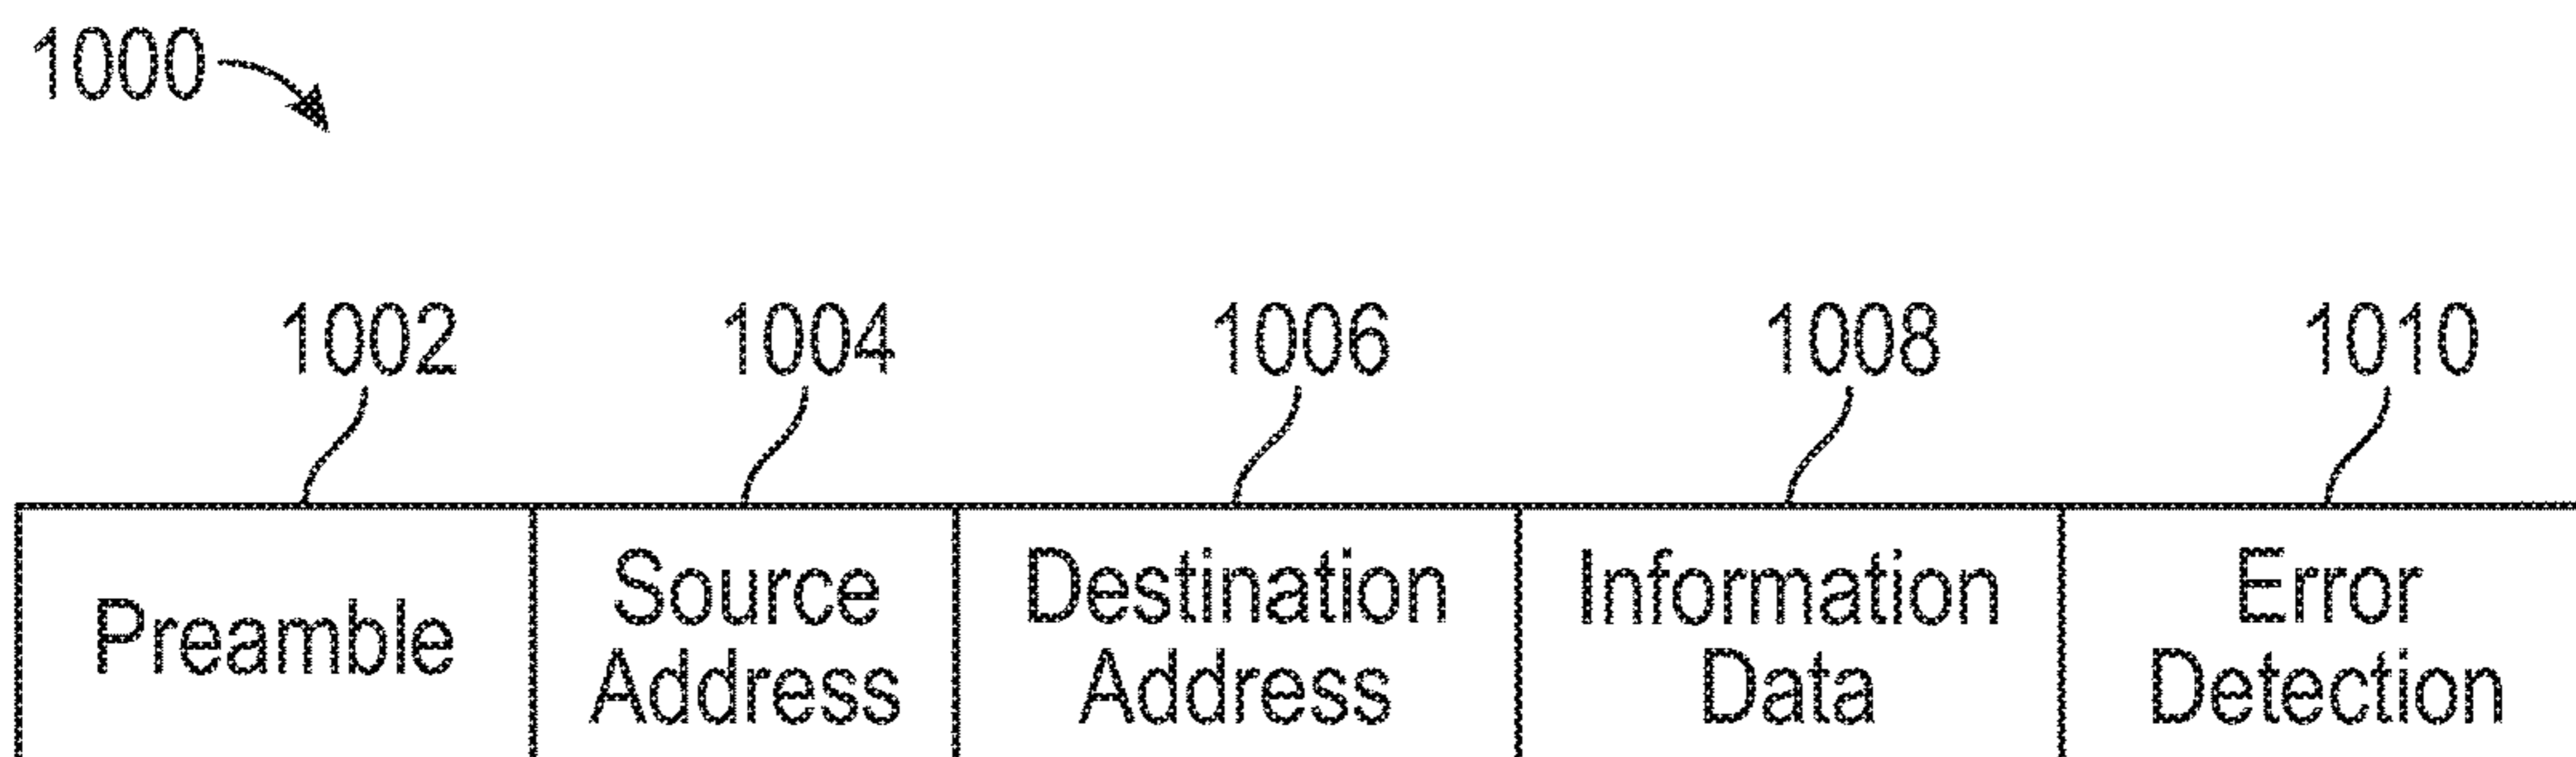 1000
1002 1004 1006 1008 1010
Preamble
Source
Address
Destination
Address
Information
Data
Error
Detection